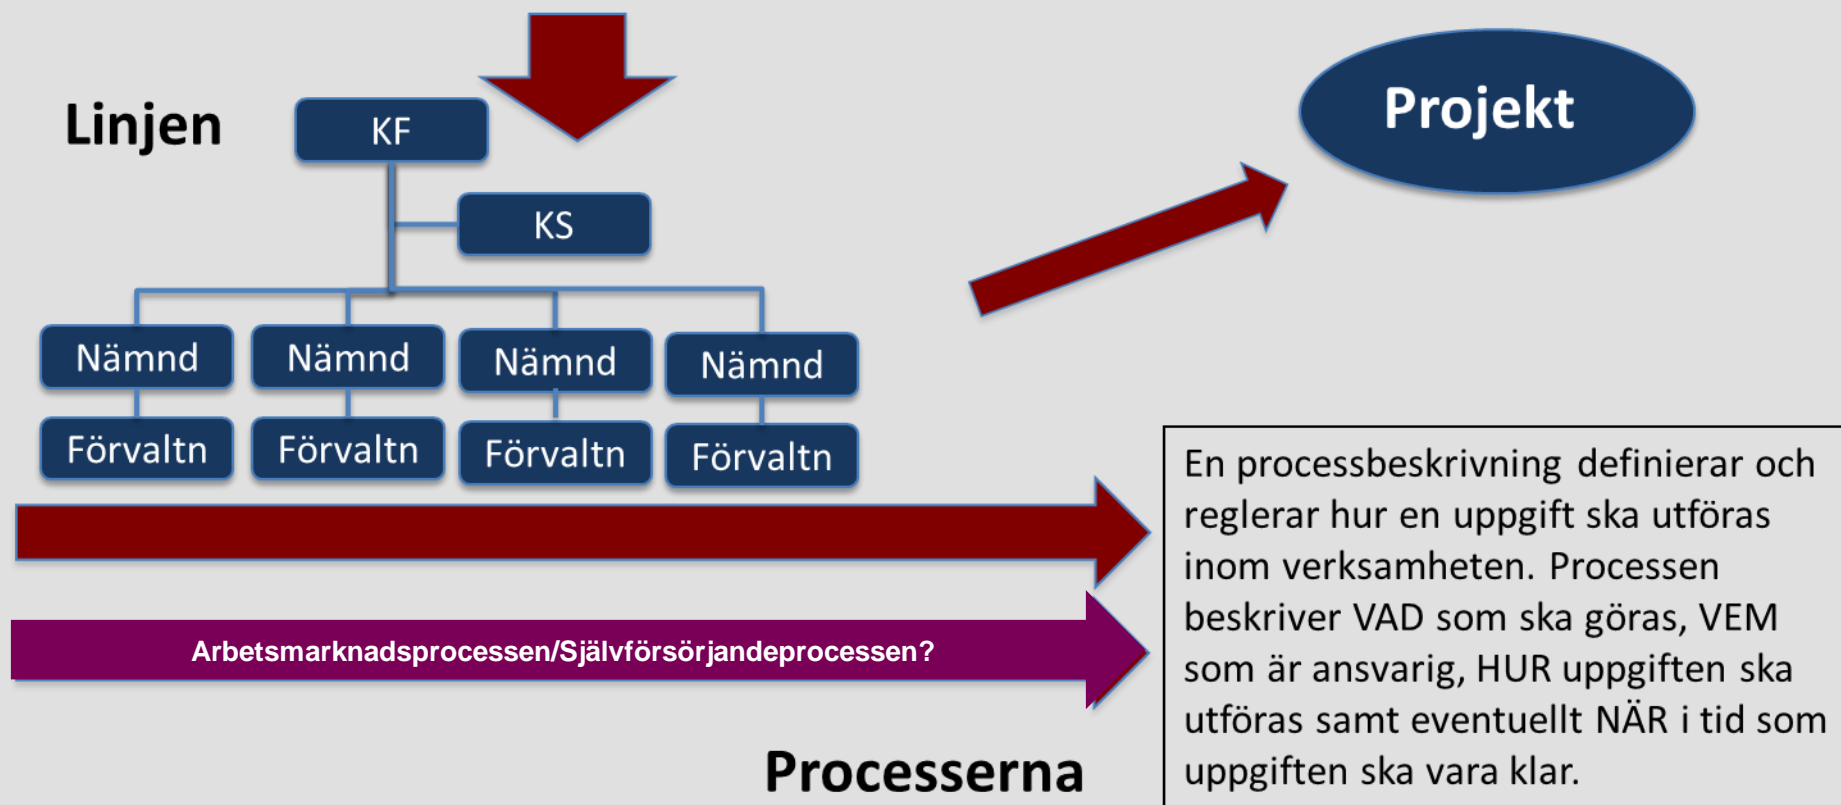 Linjen
KF
Projekt
KS
Nämnd
Nämnd
Nämnd
Nämnd
Förvaltn
Förvaltn
Förvaltn
Förvaltn
Arbetsmarknadsprocessen/Självförsörjandeprocessen?
Processerna
En processbeskrivning definierar och
reglerar hur en uppgift ska utföras
inom verksamheten. Processen
beskriver VAD som ska göras, VEM
som är ansvarig, HUR uppgiften ska
utföras samt eventuellt NÄR i tid som
uppgiften ska vara klar.